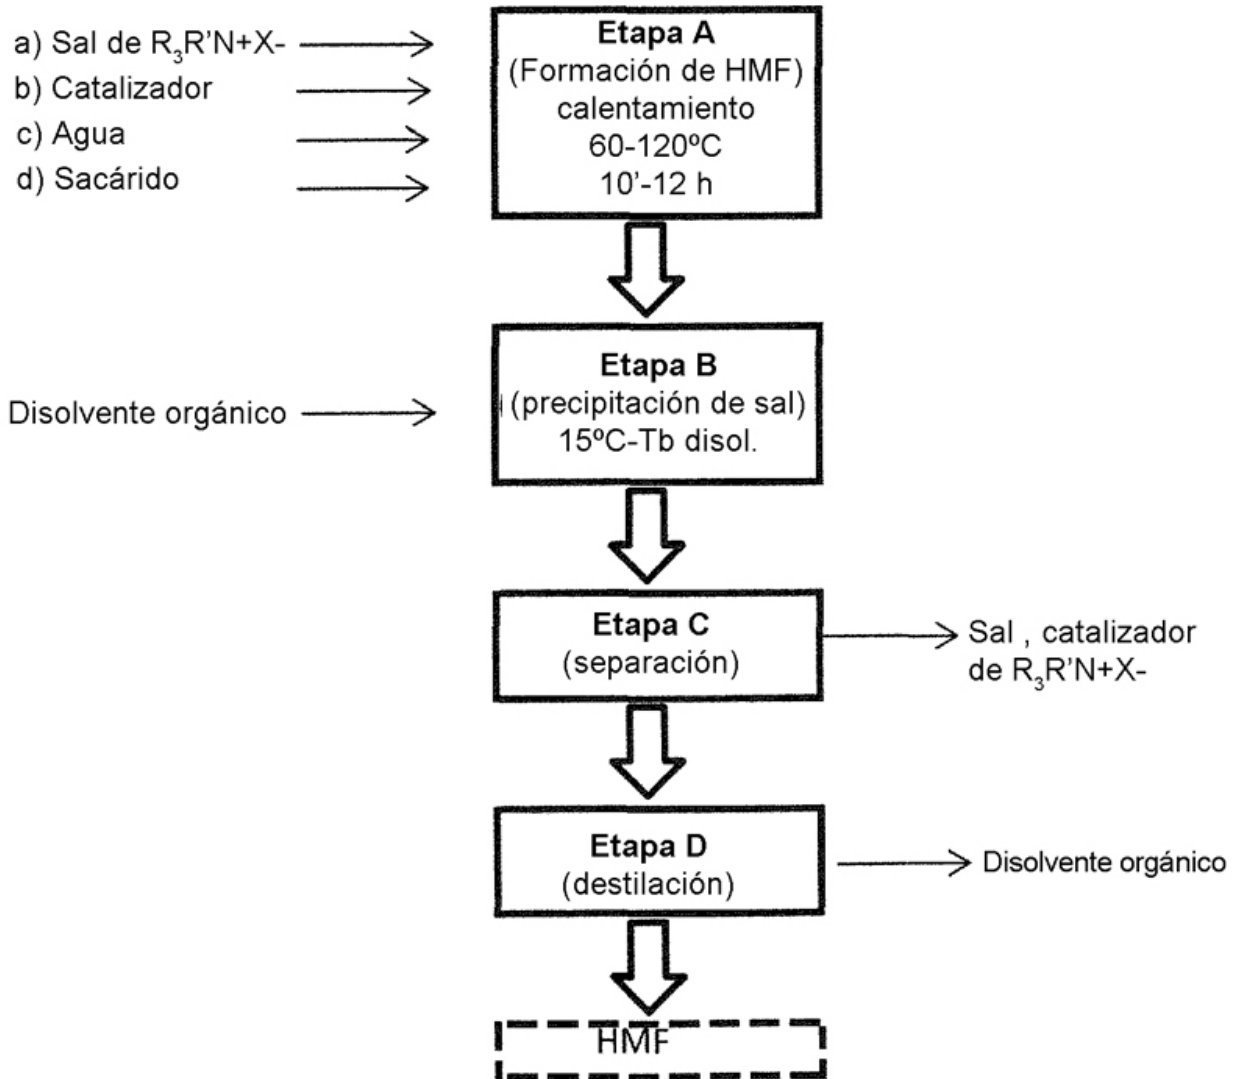 a) Sal de R3R'N+X-
b) Catalizador
c) Agua
d) Sacárido
Etapa A
(Formación de HMF)
calentamiento
60-120ºC
10'-12 h
Disolvente orgánico
Etapa B
(precipitación de sal)
15ºC-Tb disol.
Etapa C
(separación)
Sal , catalizador
de R3R'N+X-
Etapa D
(destilación)
Disolvente orgánico
HMF